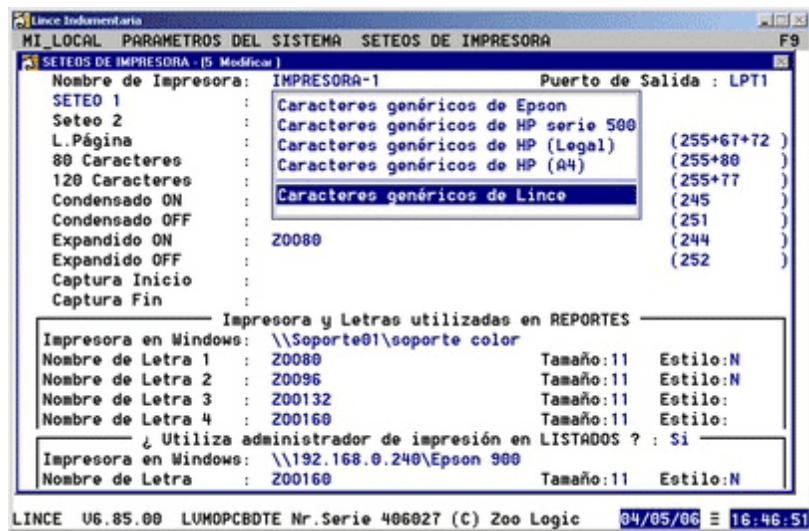 Lince Indumentaria
MI_LOCAL PARAMETROS DEL SISTEMA SETEOS DE IMPRESORA F9
SETEOS DE IMPRESORA - [5 Modificar]
Nombre de Impresora: IMPRESORA-1 Puerto de Salida : LPT1
SETEO 1 :
Caracteres genéricos de Epson
Seteo 2 :
Caracteres genéricos de HP serie 500
L.Página : (255+67+72 )
Caracteres genéricos de HP (Legal)
80 Caracteres : (255+80 )
Caracteres genéricos de HP (A4)
120 Caracteres : (255+77 )
Condensado ON : (245 )
Caracteres genéricos de Lince
Condensado OFF : (251 )
Expandido ON : ZOO80 (244 )
Expandido OFF : (252 )
Captura Inicio :
Captura Fin :
Impresora y Letras utilizadas en REPORTES
Impresora en Windows: \\Soporte01\soporte color
Nombre de Letra 1 : ZOO80 Tamaño:11 Estilo:N
Nombre de Letra 2 : ZOO96 Tamaño:11 Estilo:N
Nombre de Letra 3 : ZOO132 Tamaño:11 Estilo:
Nombre de Letra 4 : ZOO160 Tamaño:11 Estilo:
¿ Utiliza administrador de impresión en LISTADOS ? : Si
Impresora en Windows: \\192.168.0.240\Epson 900
Nombre de Letra : ZOO160 Tamaño:11 Estilo:N
LINCE V6.85.00 LVMOPCBDTE Nr.Serie 406027 (C) Zoo Logic 04/05/06 16:46:5